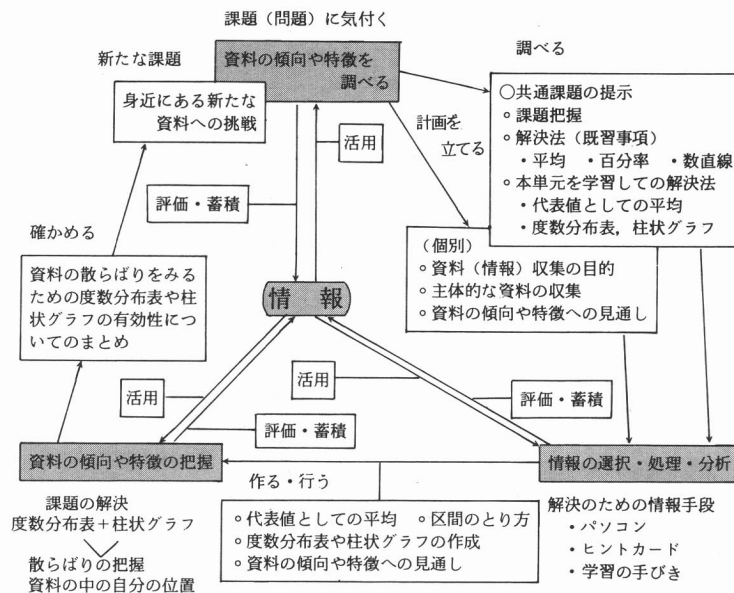 課題（問題）に気付く
新たな課題
資料の傾向や特徴を
調べる
調べる
身近にある新たな
資料への挑戦
活用
計画を
立てる
○共通課題の提示
◦課題把握
◦解決法（既習事項）
・平均　・百分率　・数直線
◦本単元を学習しての解決法
・代表値としての平均
・度数分布表，柱状グラフ
評価・蓄積
確かめる
（個別）
◦資料（情報）収集の目的
◦主体的な資料の収集
◦資料の傾向や特徴への見通し
資料の散らばりをみる
ための度数分布表や柱
状グラフの有効性につ
いてのまとめ
情　報
活用
活用
評価・蓄積
評価・蓄積
資料の傾向や特徴の把握
情報の選択・処理・分析
作る・行う
課題の解決
度数分布表＋柱状グラフ
散らばりの把握
資料の中の自分の位置
◦代表値としての平均　◦区間のとり方
◦度数分布表や柱状グラフの作成
◦資料の傾向や特徴への見通し
解決のための情報手段
・パソコン
・ヒントカード
・学習の手びき